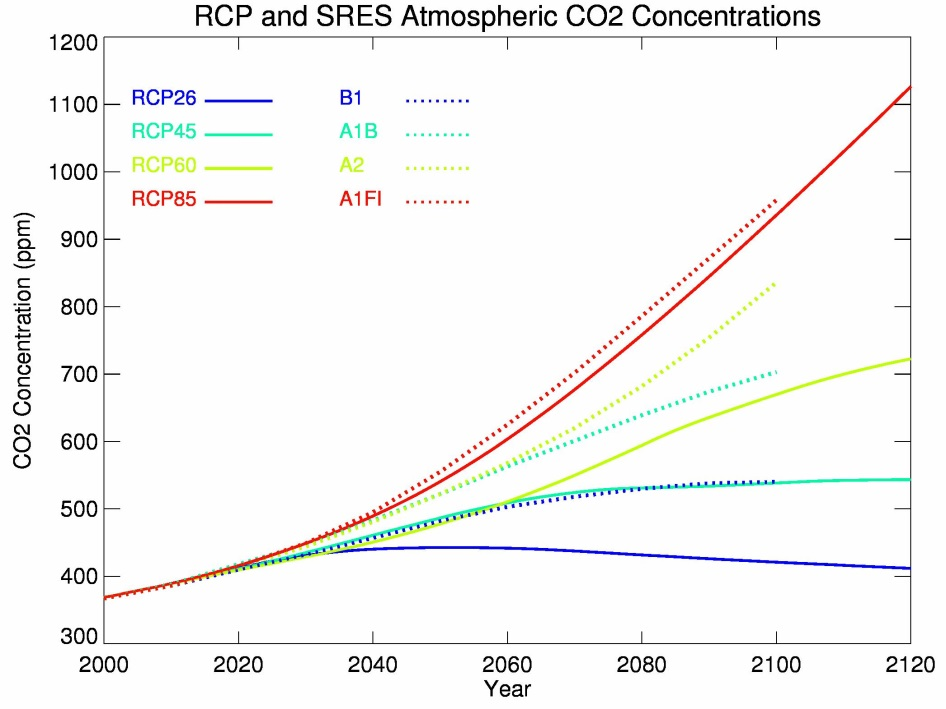 RCP and SRES Atmospheric CO2 Concentrations
1200
1100
1000
900
800
700
600
500
400
300
CO2 Concentration (ppm)
RCP26 B1
RCP45 A1B
RCP60 A2
RCP85 A1FI
2000 2020 2040 2060 2080 2100 2120
Year